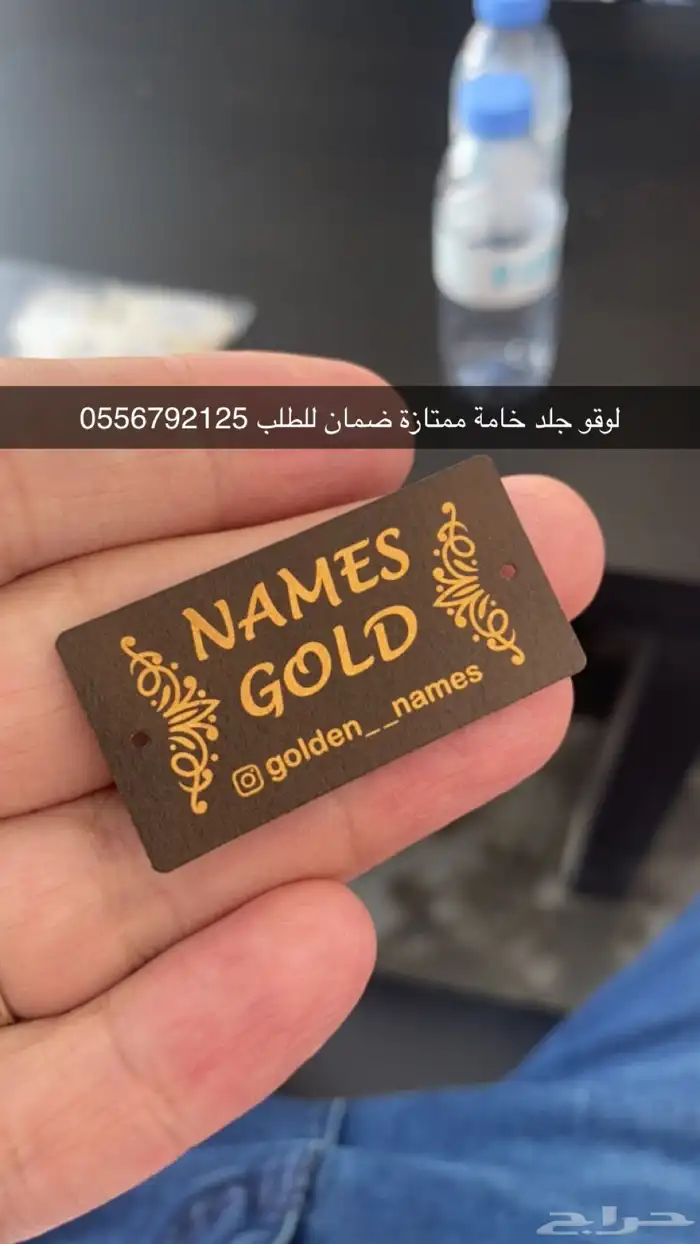 لوقو جلد خامة ممتازة ضمان للطلب 0556792125
NAMES
GOLD
golden__names
حراج